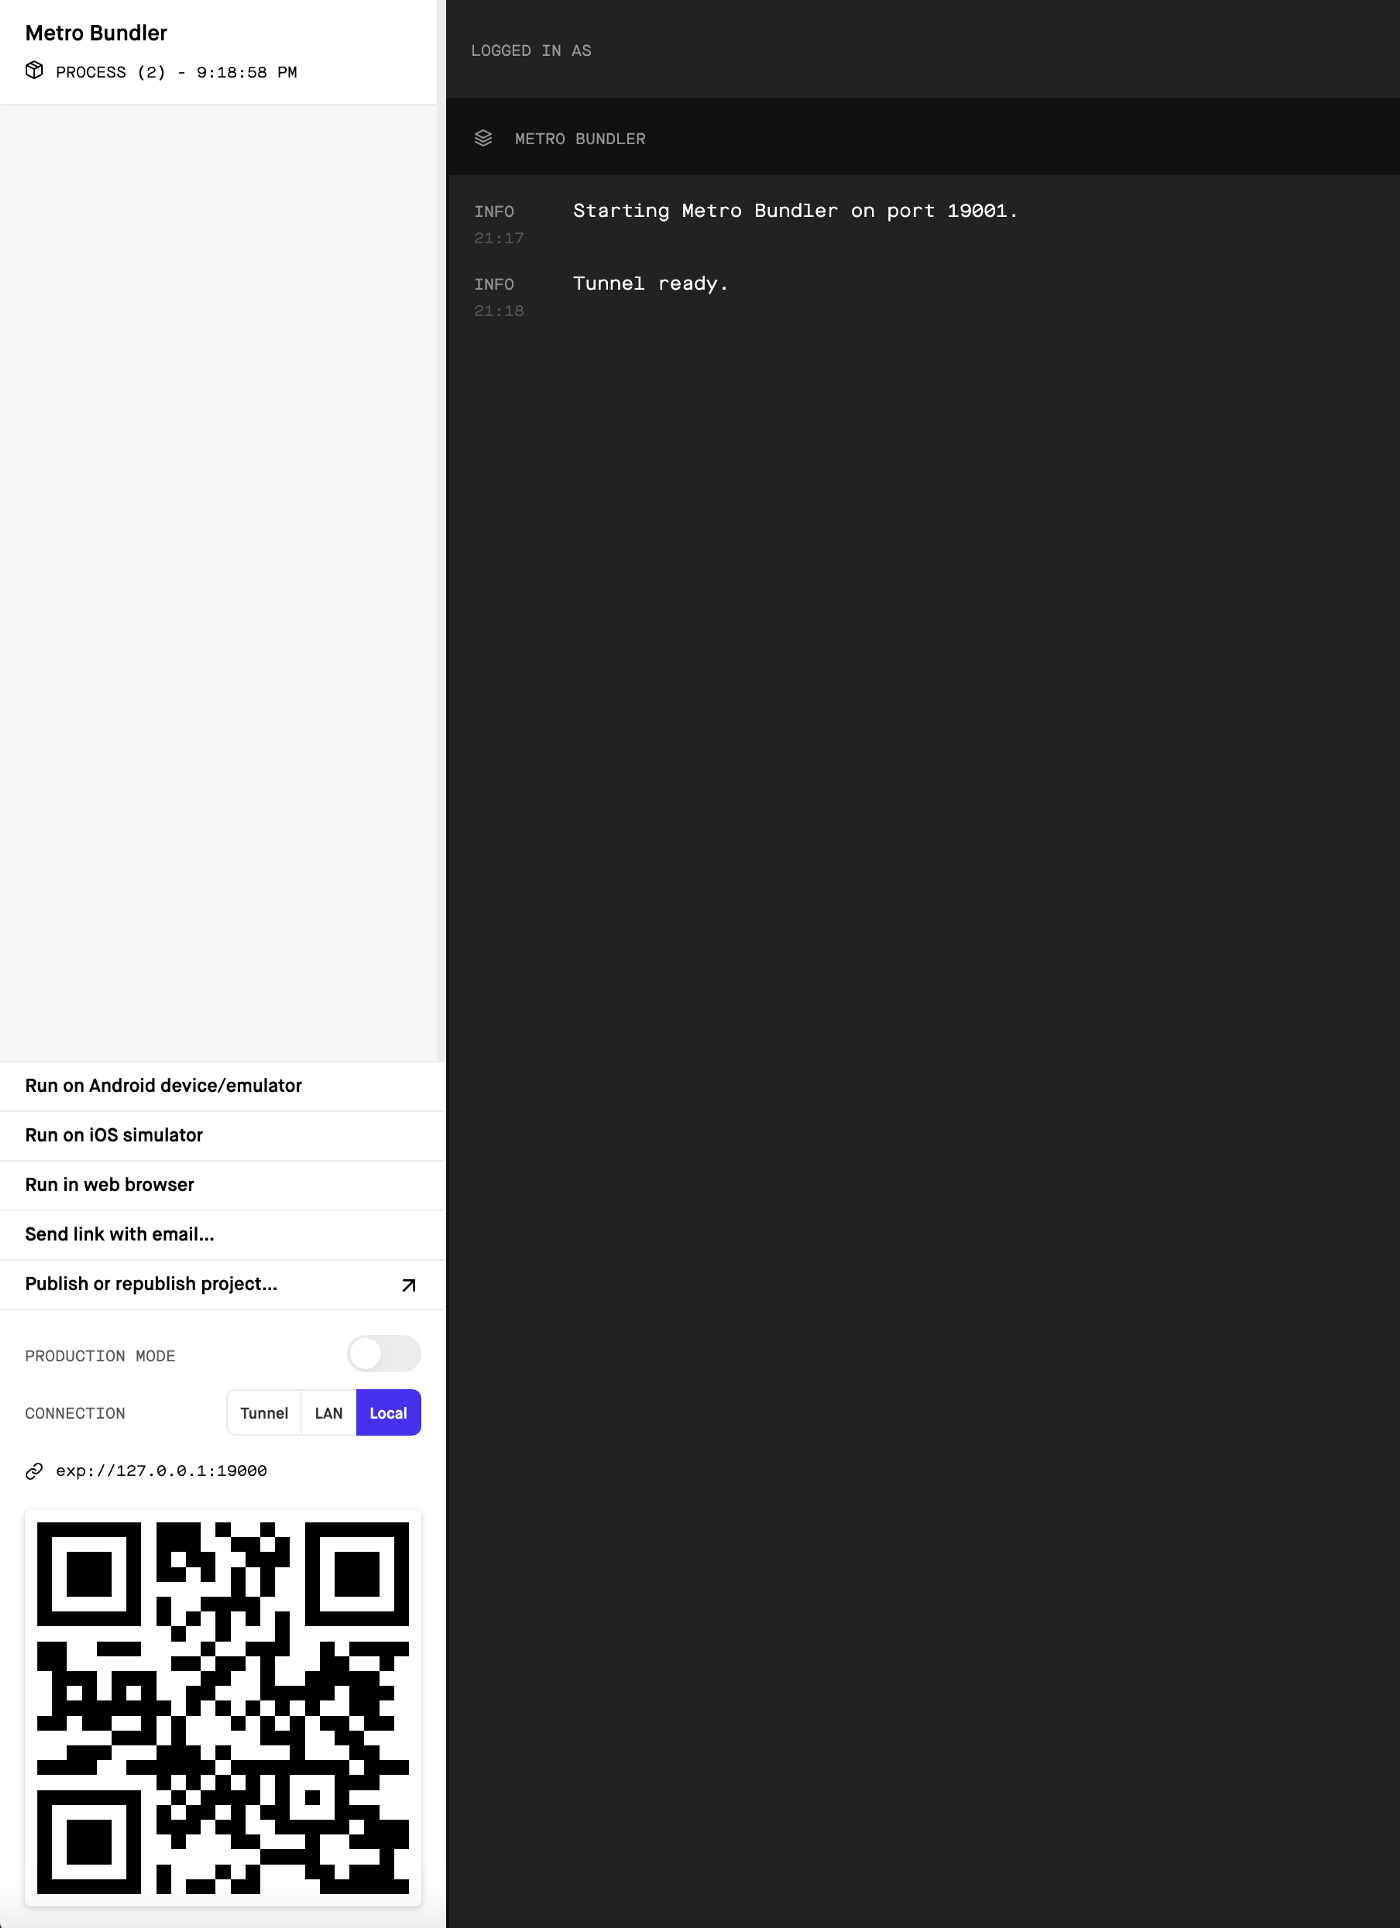 Metro Bundler
PROCESS (2) - 9:18:58 PM
Run on Android device/emulator
Run on iOS simulator
Run in web browser
Send link with email...
Publish or republish project...
PRODUCTION MODE
CONNECTION Tunnel LAN Local
exp://127.0.0.1:19000
LOGGED IN AS
METRO BUNDLER
INFO Starting Metro Bundler on port 19001.
21:17
INFO Tunnel ready.
21:18